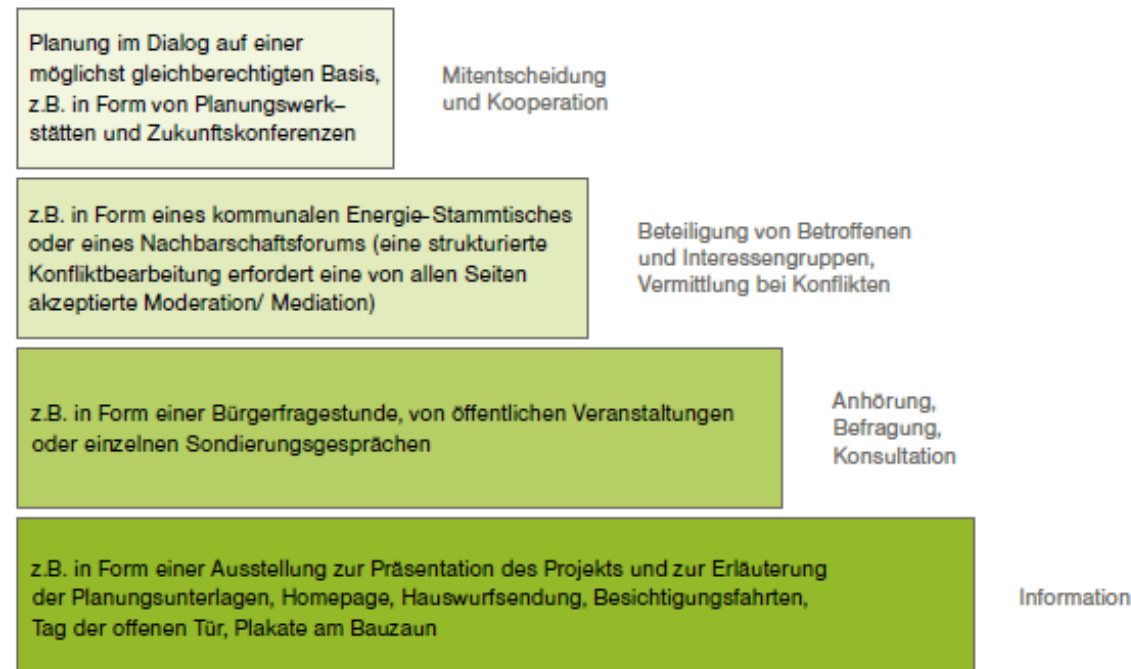 Planung im Dialog auf einer
möglichst gleichberechtigten Basis,
z.B. in Form von Planungswerk–
stätten und Zukunftskonferenzen
Mitentscheidung
und Kooperation
z.B. in Form eines kommunalen Energie-Stammtisches
oder eines Nachbarschaftsforums (eine strukturierte
Konfliktbearbeitung erfordert eine von allen Seiten
akzeptierte Moderation/ Mediation)
Beteiligung von Betroffenen
und Interessengruppen,
Vermittlung bei Konflikten
z.B. in Form einer Bürgerfragestunde, von öffentlichen Veranstaltungen
oder einzelnen Sondierungsgesprächen
Anhörung,
Befragung,
Konsultation
z.B. in Form einer Ausstellung zur Präsentation des Projekts und zur Erläuterung
der Planungsunterlagen, Homepage, Hauswurfsendung, Besichtigungsfahrten,
Tag der offenen Tür, Plakate am Bauzaun
Information